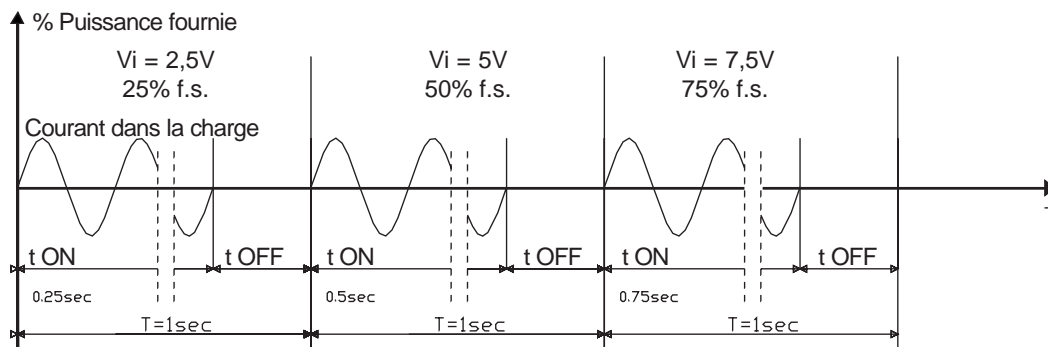 % Puissance fournie
Vi = 2,5V
25% f.s.
Vi = 5V
50% f.s.
Vi = 7,5V
75% f.s.
Courant dans la charge
t ON
t OFF
t ON
t OFF
t ON
t OFF
0.25sec
0.5sec
0.75sec
T=1sec
T=1sec
T=1sec